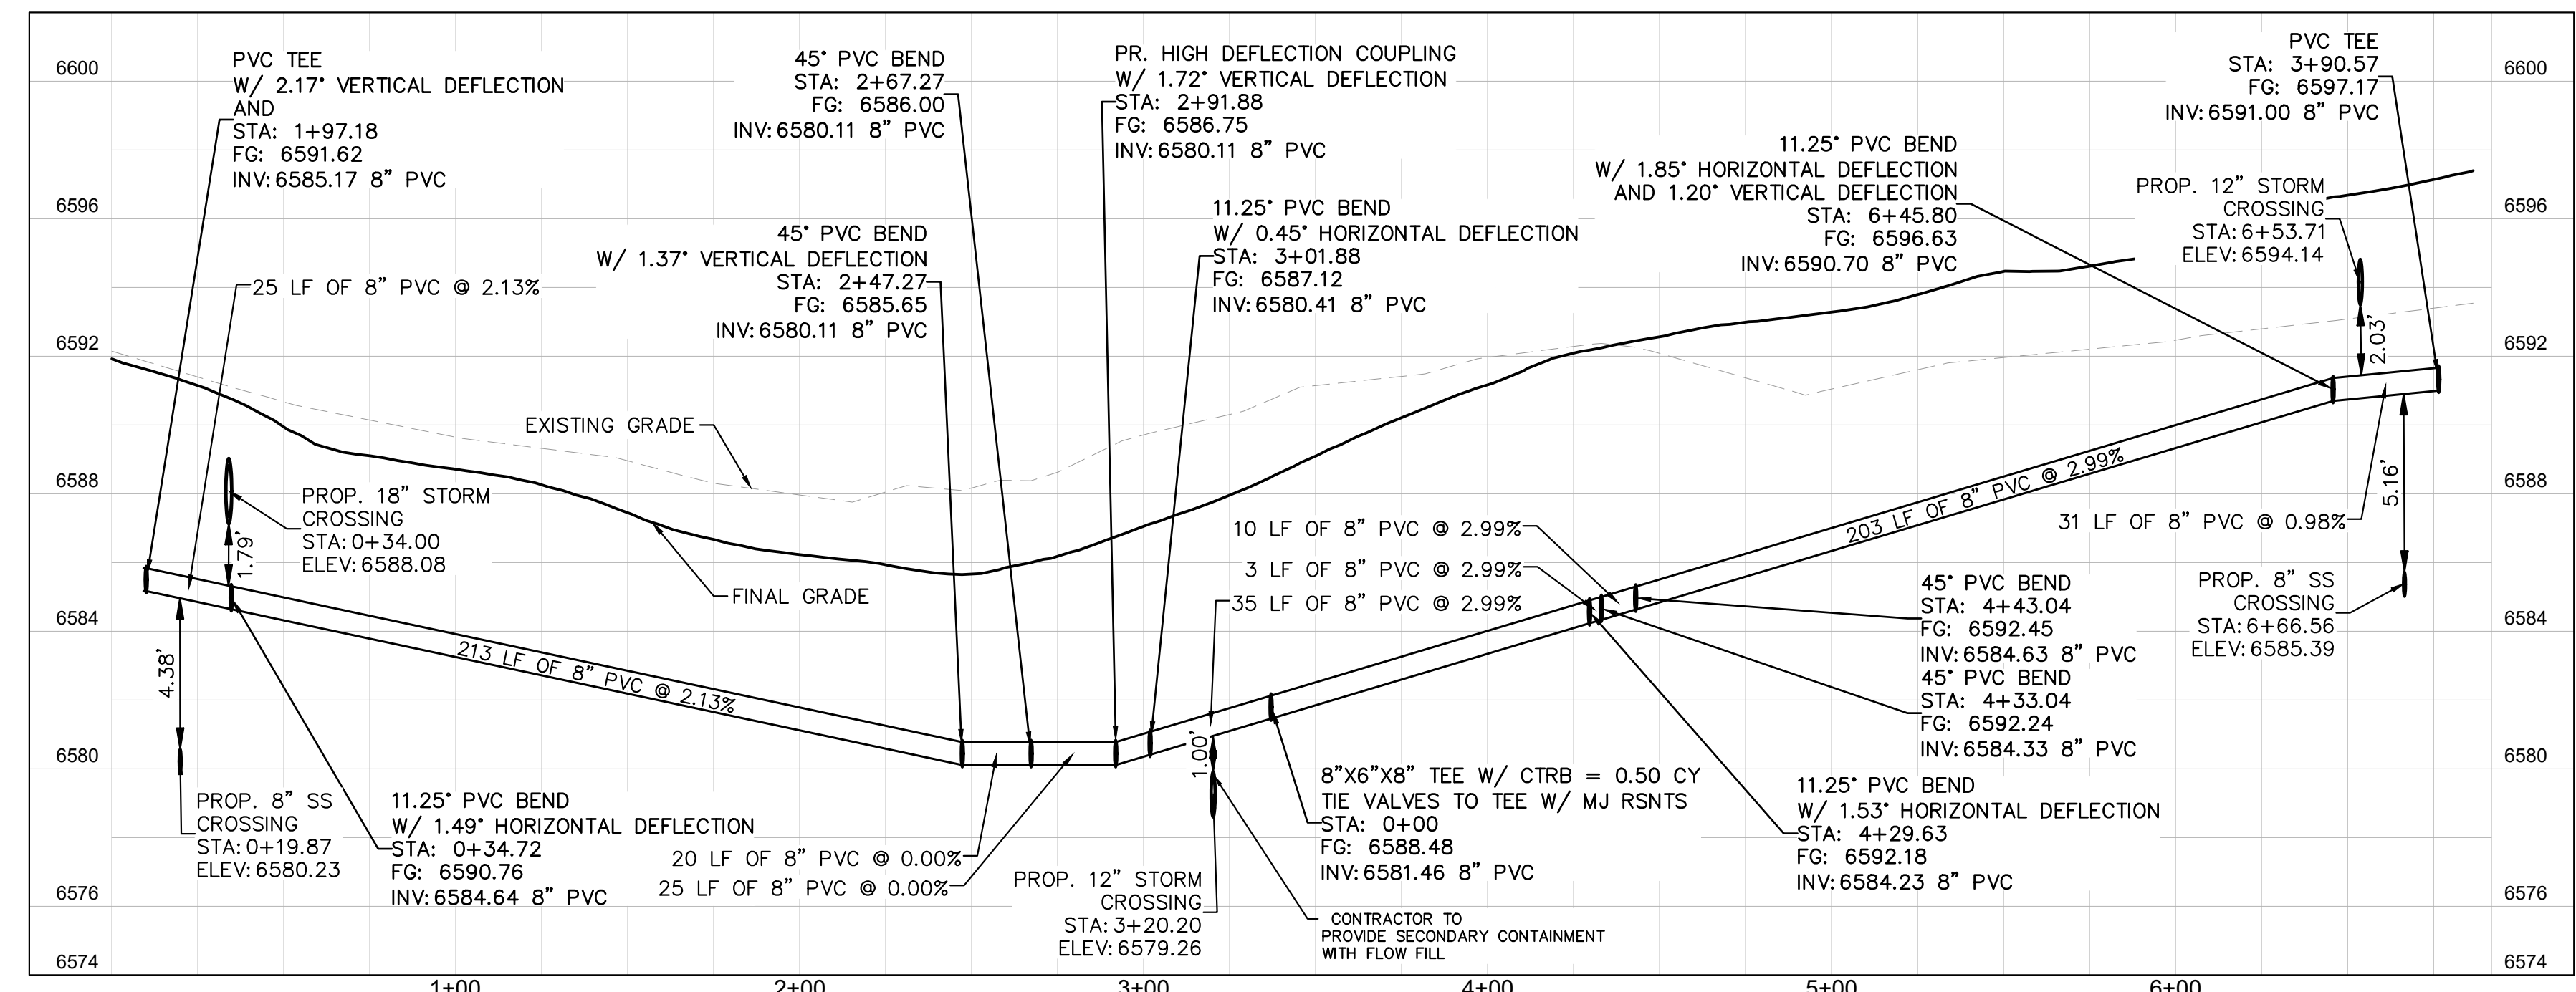 6600
6596
6592
6588
6584
6580
6576
6574
PVC TEE
W/ 2.17° VERTICAL DEFLECTION
AND
STA: 1+97.18
FG: 6591.62
INV: 6585.17 8" PVC
25 LF OF 8" PVC @ 2.13%
45° PVC BEND
STA: 2+67.27
FG: 6586.00
INV: 6580.11 8" PVC
45° PVC BEND
W/ 1.37° VERTICAL DEFLECTION
STA: 2+47.27
FG: 6585.65
INV: 6580.11 8" PVC
PR. HIGH DEFLECTION COUPLING
W/ 1.72° VERTICAL DEFLECTION
STA: 2+91.88
FG: 6586.75
INV: 6580.11 8" PVC
11.25° PVC BEND
W/ 0.45° HORIZONTAL DEFLECTION
STA: 3+01.88
FG: 6587.12
INV: 6580.41 8" PVC
11.25° PVC BEND
W/ 1.85° HORIZONTAL DEFLECTION
AND 1.20° VERTICAL DEFLECTION
STA: 6+45.80
FG: 6596.63
INV: 6590.70 8" PVC
PVC TEE
STA: 3+90.57
FG: 6597.17
INV: 6591.00 8" PVC
PROP. 12" STORM
CROSSING
STA: 6+53.71
ELEV: 6594.14
2.03'
EXISTING GRADE
FINAL GRADE
PROP. 18" STORM
CROSSING
STA: 0+34.00
ELEV: 6588.08
1.79'
4.38'
213 LF OF 8" PVC @ 2.13%
PROP. 8" SS
CROSSING
STA: 0+19.87
ELEV: 6580.23
11.25° PVC BEND
W/ 1.49° HORIZONTAL DEFLECTION
STA: 0+34.72
FG: 6590.76
INV: 6584.64 8" PVC
20 LF OF 8" PVC @ 0.00%
25 LF OF 8" PVC @ 0.00%
10 LF OF 8" PVC @ 2.99%
3 LF OF 8" PVC @ 2.99%
35 LF OF 8" PVC @ 2.99%
1.00'
PROP. 12" STORM
CROSSING
STA: 3+20.20
ELEV: 6579.26
CONTRACTOR TO
PROVIDE SECONDARY CONTAINMENT
WITH FLOW FILL
8"X6"X8" TEE W/ CTRB = 0.50 CY
TIE VALVES TO TEE W/ MJ RSNTS
STA: 0+00
FG: 6588.48
INV: 6581.46 8" PVC
203 LF OF 8" PVC @ 2.99%
31 LF OF 8" PVC @ 0.98%
5.16'
45° PVC BEND
STA: 4+43.04
FG: 6592.45
INV: 6584.63 8" PVC
45° PVC BEND
STA: 4+33.04
FG: 6592.24
INV: 6584.33 8" PVC
11.25° PVC BEND
W/ 1.53° HORIZONTAL DEFLECTION
STA: 4+29.63
FG: 6592.18
INV: 6584.23 8" PVC
PROP. 8" SS
CROSSING
STA: 6+66.56
ELEV: 6585.39
6600
6596
6592
6588
6584
6580
6576
6574
1+00 2+00 3+00 4+00 5+00 6+00